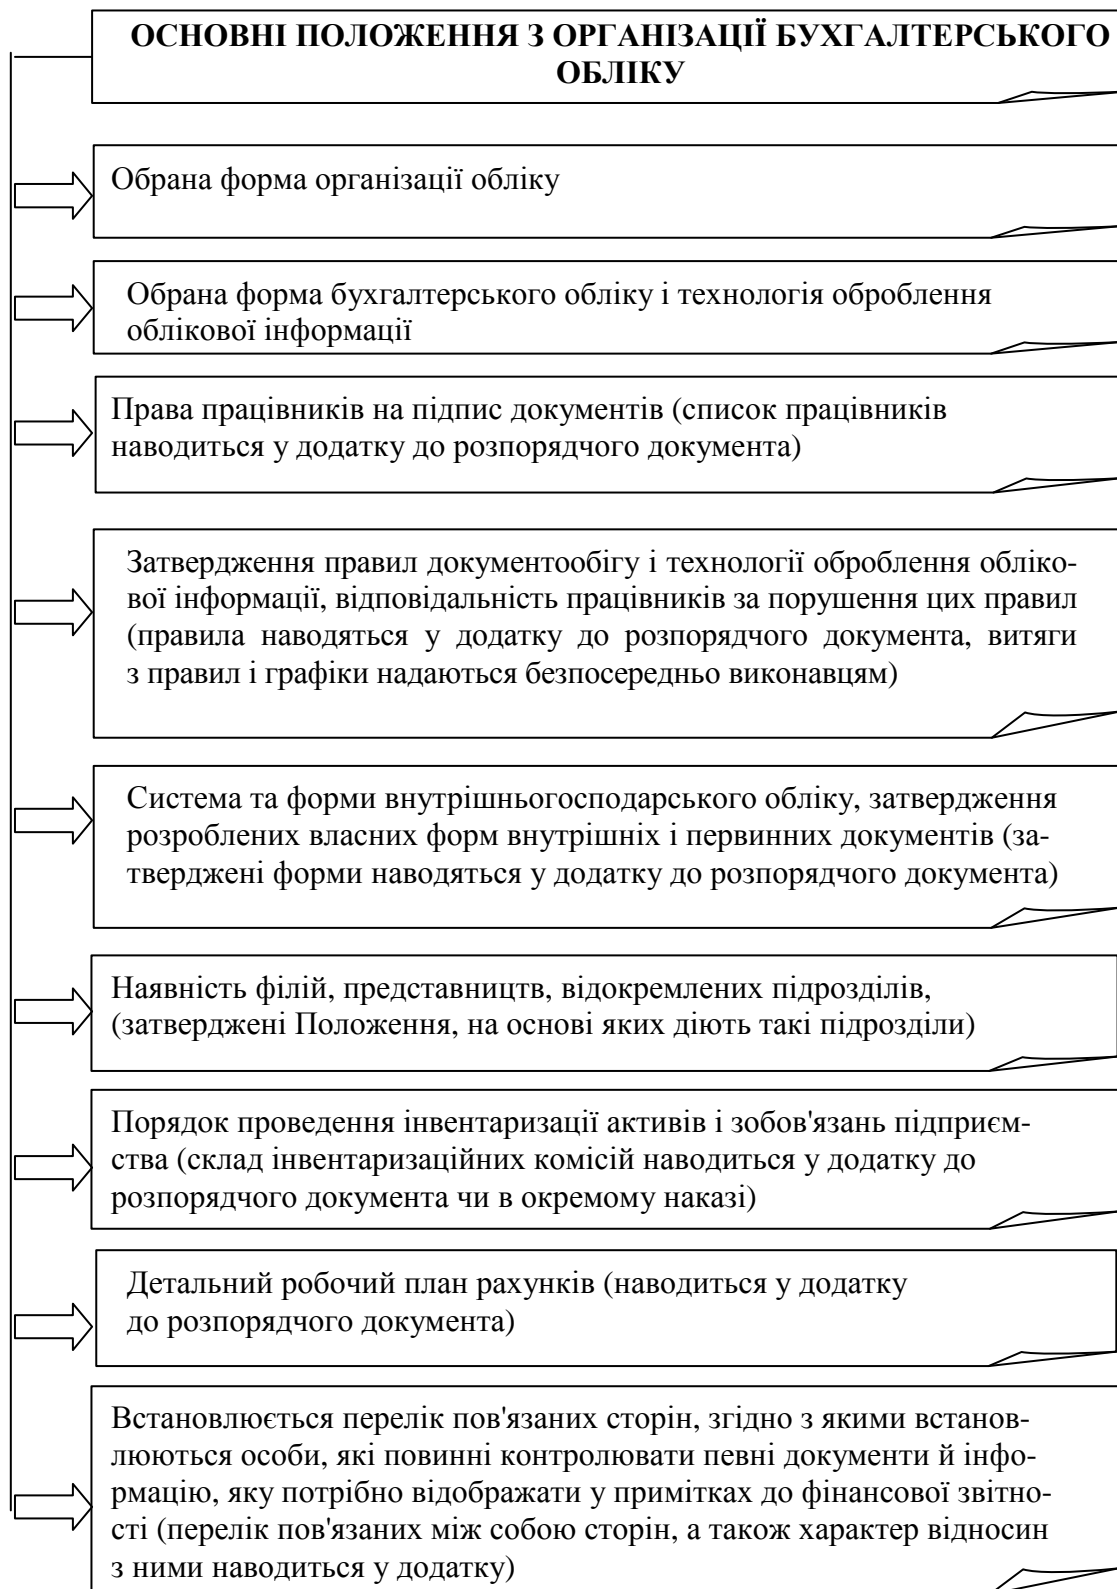 ОСНОВНІ ПОЛОЖЕННЯ З ОРГАНІЗАЦІЇ БУХГАЛТЕРСЬКОГО
ОБЛІКУ
Обрана форма організації обліку
Обрана форма бухгалтерського обліку і технологія оброблення
облікової інформації
Права працівників на підпис документів (список працівників
наводиться у додатку до розпорядчого документа)
Затвердження правил документообігу і технології оброблення обліко-
вої інформації, відповідальність працівників за порушення цих правил
(правила наводяться у додатку до розпорядчого документа, витяги
з правил і графіки надаються безпосередньо виконавцям)
Система та форми внутрішньогосподарського обліку, затвердження
розроблених власних форм внутрішніх і первинних документів (за-
тверджені форми наводяться у додатку до розпорядчого документа)
Наявність філій, представництв, відокремлених підрозділів,
(затверджені Положення, на основі яких діють такі підрозділи)
Порядок проведення інвентаризації активів і зобов'язань підприєм-
ства (склад інвентаризаційних комісій наводиться у додатку до
розпорядчого документа чи в окремому наказі)
Детальний робочий план рахунків (наводиться у додатку
до розпорядчого документа)
Встановлюється перелік пов'язаних сторін, згідно з якими встанов-
люються особи, які повинні контролювати певні документи й інфо-
рмацію, яку потрібно відображати у примітках до фінансової звітно-
сті (перелік пов'язаних між собою сторін, а також характер відносин
з ними наводиться у додатку)